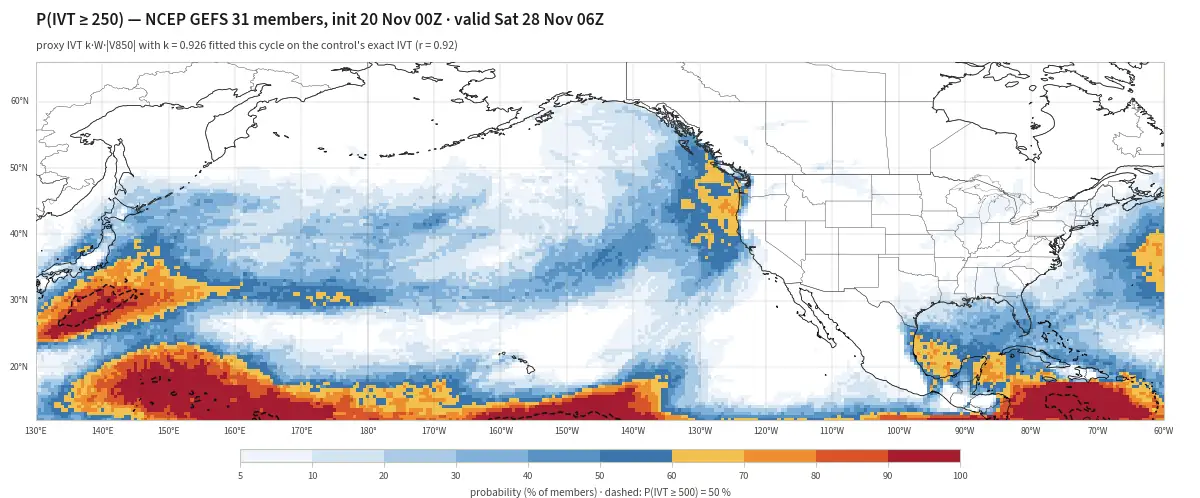 P(IVT ≥ 250) — NCEP GEFS 31 members, init 20 Nov 00Z · valid Sat 28 Nov 06Z
proxy IVT k·W·|V850| with k = 0.926 fitted this cycle on the control's exact IVT (r = 0.92)
60°N
50°N
40°N
30°N
20°N
130°E 140°E 150°E 160°E 170°E 180° 170°W 160°W 150°W 140°W 130°W 120°W 110°W 100°W 90°W 80°W 70°W 60°W
5 10 20 30 40 50 60 70 80 90 100
probability (% of members) · dashed: P(IVT ≥ 500) = 50 %